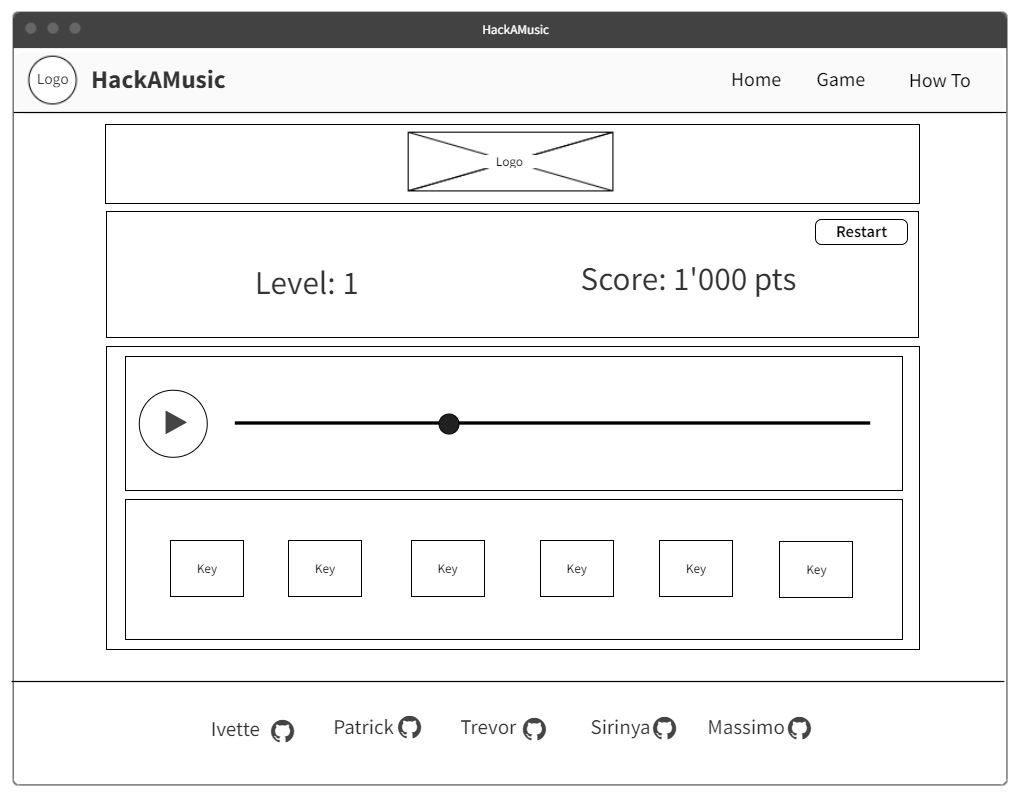 HackAMusic
Logo HackAMusic Home Game How To
Logo
Restart
Level: 1 Score: 1'000 pts
Key Key Key Key Key Key
Ivette Patrick Trevor Sirinya Massimo